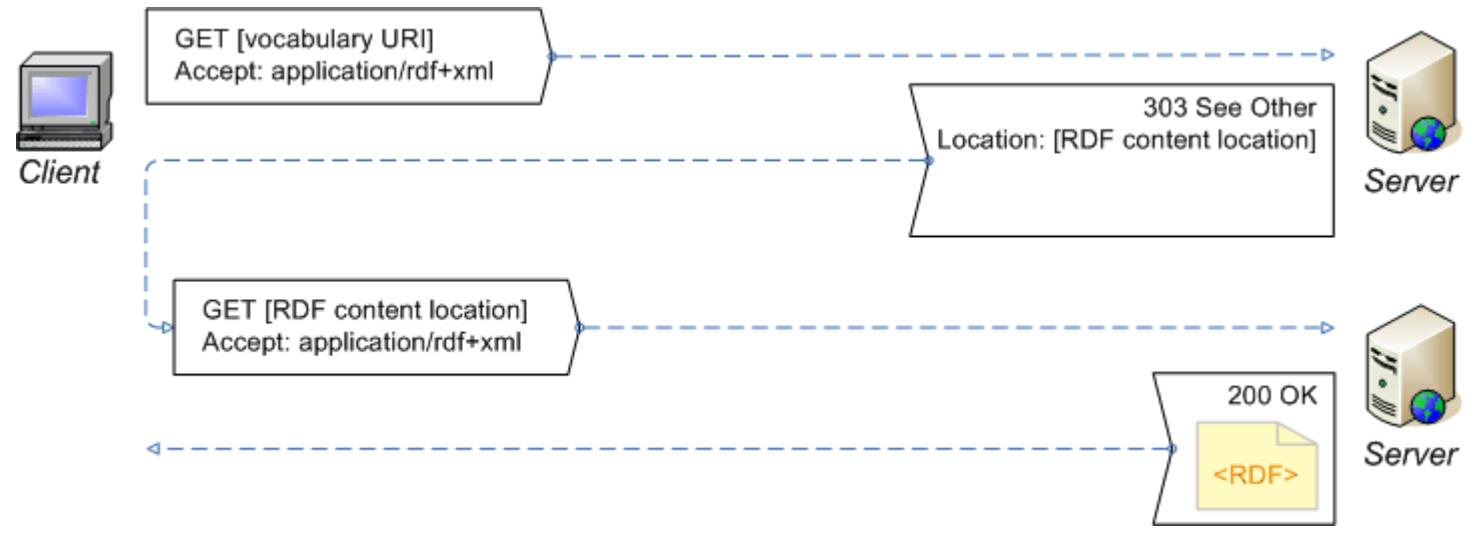 GET [vocabulary URI]
Accept: application/rdf+xml
303 See Other
Location: [RDF content location]
Client
Server
GET [RDF content location]
Accept: application/rdf+xml
200 OK
<RDF>
Server